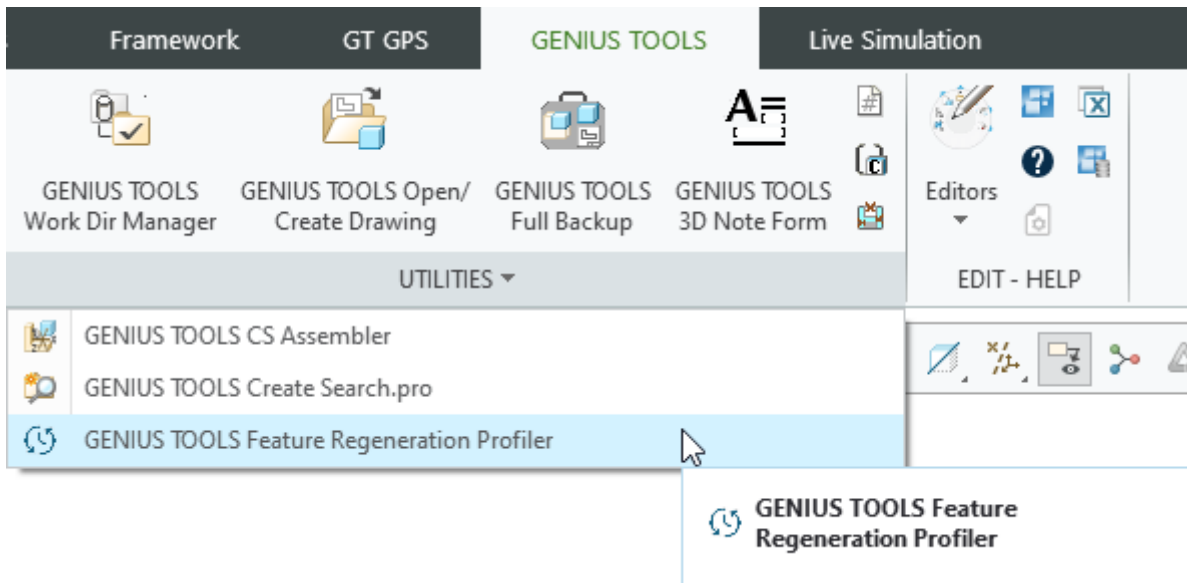 Framework
GT GPS
GENIUS TOOLS
Live Simulation
GENIUS TOOLS
Work Dir Manager
GENIUS TOOLS Open/
Create Drawing
GENIUS TOOLS
Full Backup
GENIUS TOOLS
3D Note Form
Editors
UTILITIES
EDIT - HELP
GENIUS TOOLS CS Assembler
GENIUS TOOLS Create Search.pro
GENIUS TOOLS Feature Regeneration Profiler
GENIUS TOOLS Feature
Regeneration Profiler